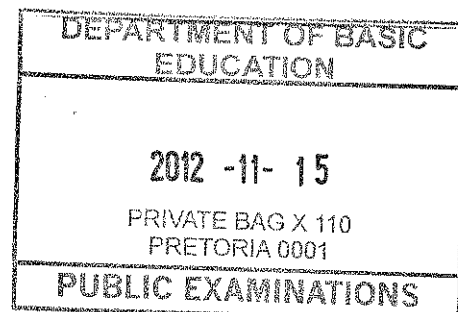 DEPARTMENT OF BASIC
EDUCATION
2012 -11- 15
PRIVATE BAG X 110
PRETORIA 0001
PUBLIC EXAMINATIONS